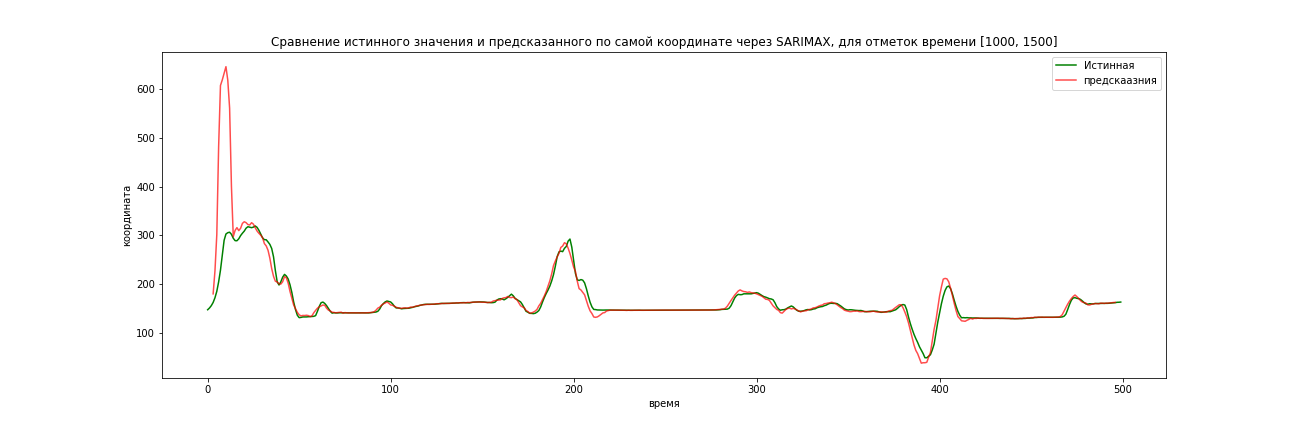 Сравнение истинного значения и предсказанного по самой координате через SARIMAX, для отметок времени [1000, 1500]
Истинная
предскаазния
600
500
400
300
200
100
координата
0
100
200
300
400
500
время